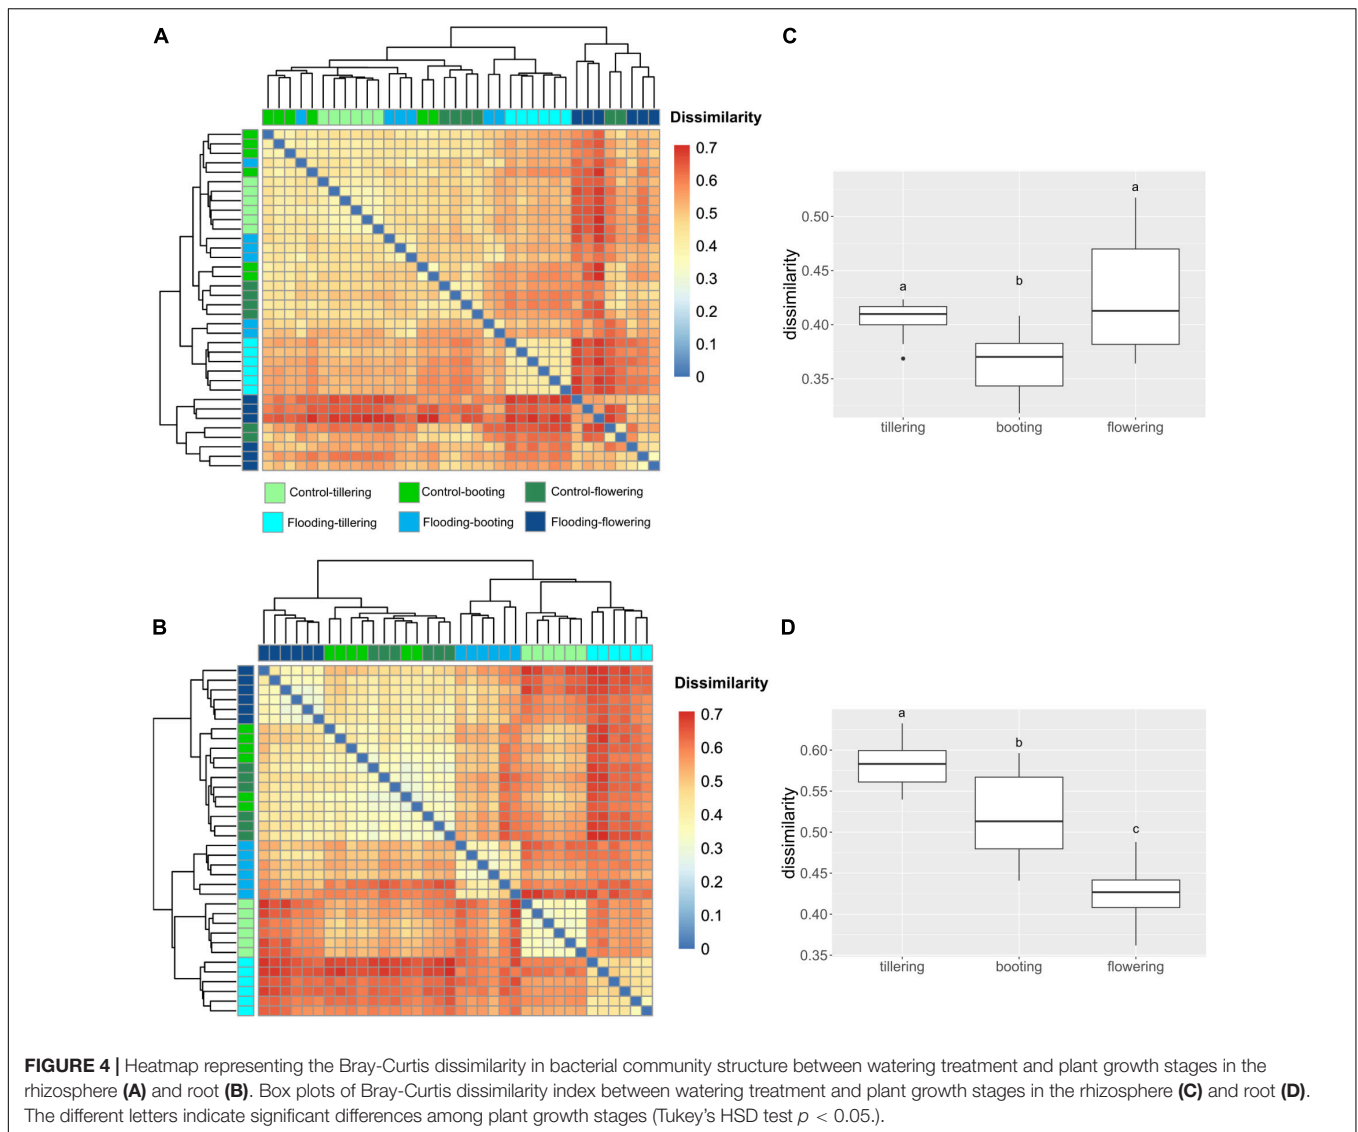 A
Dissimilarity
0.7
0.6
0.5
0.4
0.3
0.2
0.1
0
Control-tillering
Control-booting
Control-flowering
Flooding-tillering
Flooding-booting
Flooding-flowering
C
dissimilarity
0.50
0.45
0.40
0.35
a
b
a
tillering
booting
flowering
B
Dissimilarity
0.7
0.6
0.5
0.4
0.3
0.2
0.1
0
D
dissimilarity
0.60
0.55
0.50
0.45
0.40
0.35
a
b
c
tillering
booting
flowering
FIGURE 4 | Heatmap representing the Bray-Curtis dissimilarity in bacterial community structure between watering treatment and plant growth stages in the
rhizosphere (A) and root (B). Box plots of Bray-Curtis dissimilarity index between watering treatment and plant growth stages in the rhizosphere (C) and root (D).
The different letters indicate significant differences among plant growth stages (Tukey's HSD test p < 0.05.).